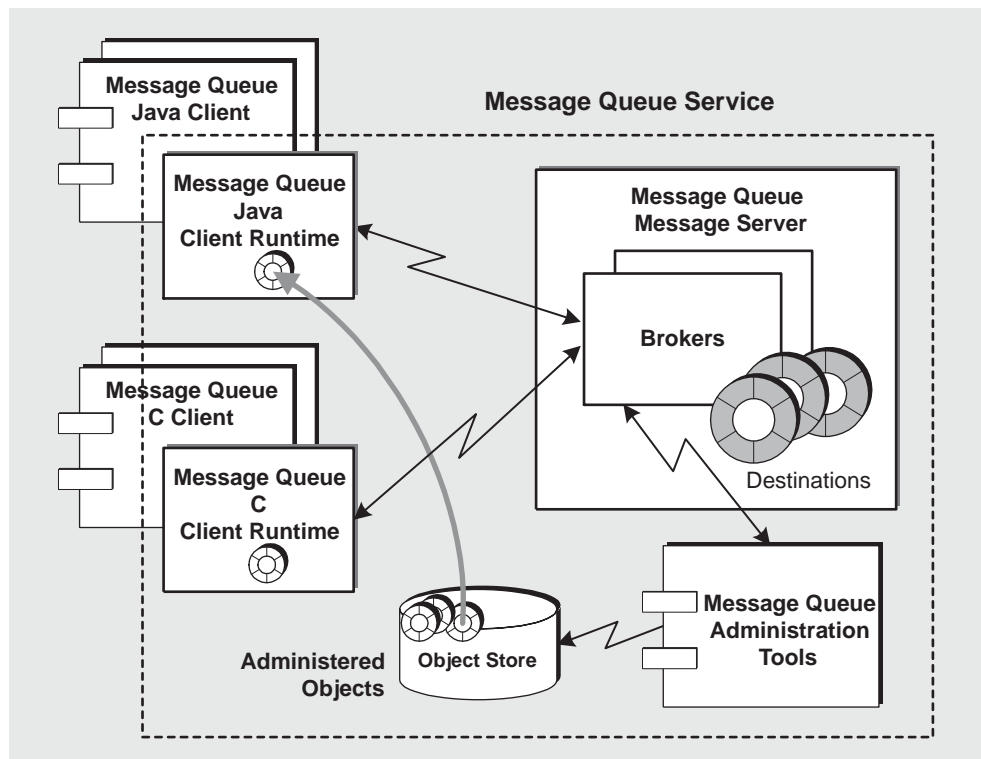 Message Queue
Java Client
Message Queue Service
Message Queue
Java
Client Runtime
Message Queue
Message Server
Brokers
Destinations
Message Queue
C Client
Message Queue
C
Client Runtime
Administered
Objects
Object Store
Message Queue
Administration
Tools